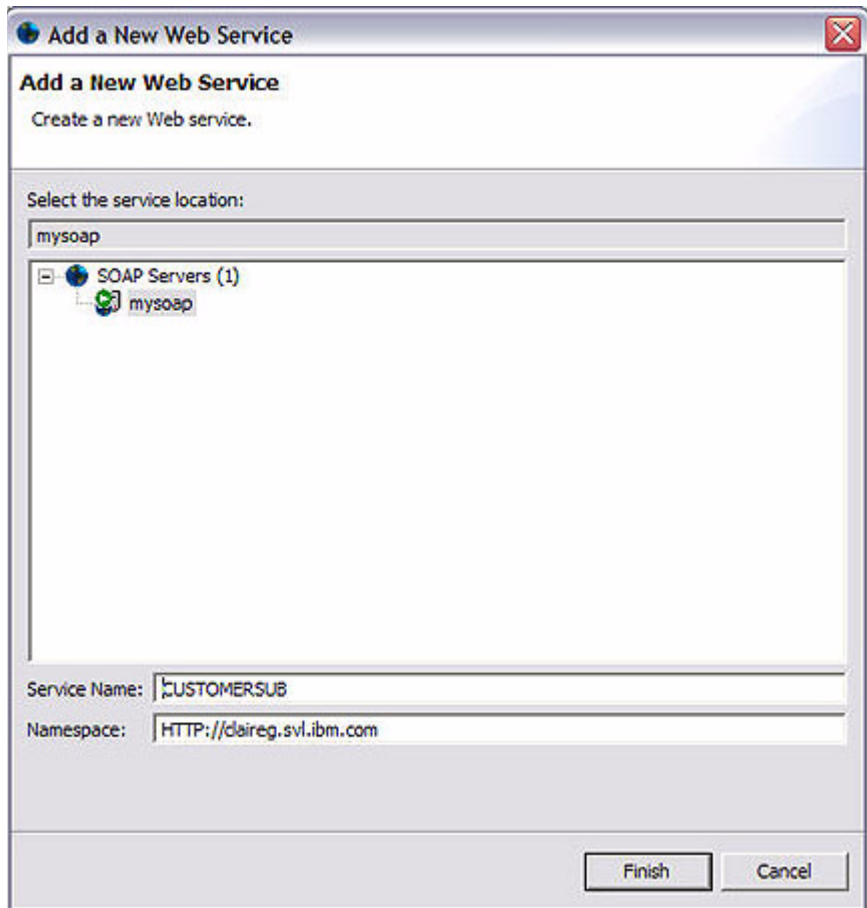 Add a New Web Service
Add a New Web Service
Create a new Web service.
Select the service location:
mysoap
SOAP Servers (1)
mysoap
Service Name: CUSTOMERSUB
Namespace: HTTP://claireg.svl.ibm.com
Finish Cancel